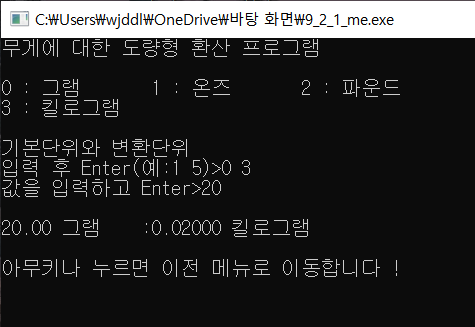 C:\Users\wjddl\OneDrive\바탕 화면\9_2_1_me.exe
무게에 대한 도량형 환산 프로그램
0 : 그램 1 : 온즈 2 : 파운드
3 : 킬로그램
기본단위와 변환단위
입력 후 Enter(예:1 5)>0 3
값을 입력하고 Enter>20
20.00 그램 :0.02000 킬로그램
아무키나 누르면 이전 메뉴로 이동합니다 !